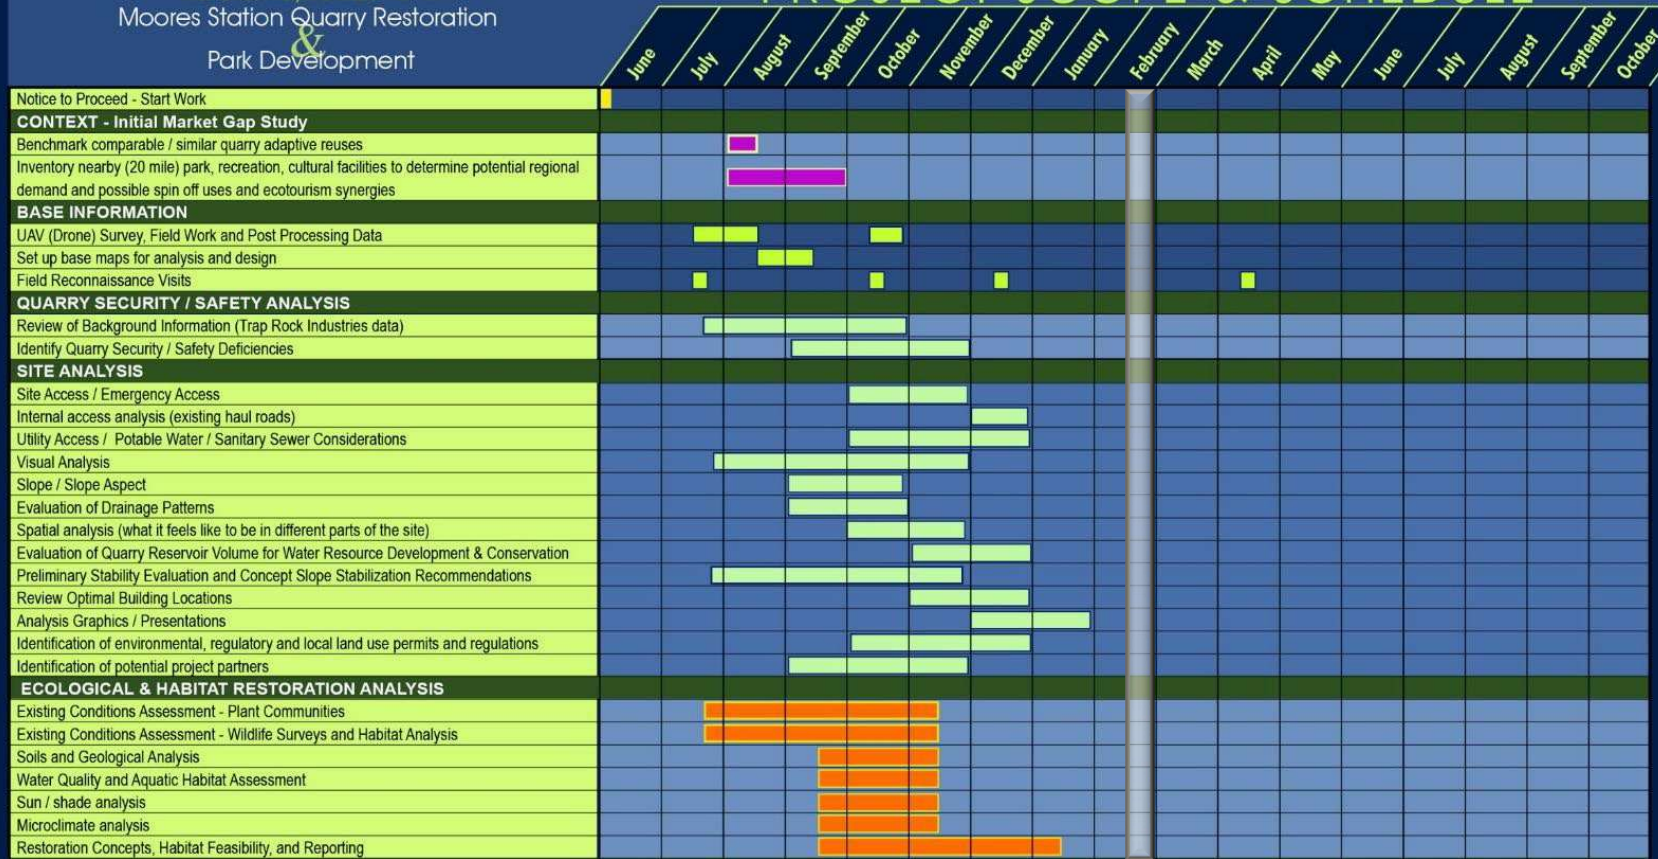 PROJECT SCOPE & SCHEDULE
Moores Station Quarry Restoration
&
Park Development
June
July
August
September
October
November
December
January
February
March
April
May
June
July
August
September
October
Notice to Proceed - Start Work
CONTEXT - Initial Market Gap Study
Benchmark comparable / similar quarry adaptive reuses
Inventory nearby (20 mile) park, recreation, cultural facilities to determine potential regional
demand and possible spin off uses and ecotourism synergies
BASE INFORMATION
UAV (Drone) Survey, Field Work and Post Processing Data
Set up base maps for analysis and design
Field Reconnaissance Visits
QUARRY SECURITY / SAFETY ANALYSIS
Review of Background Information (Trap Rock Industries data)
Identify Quarry Security / Safety Deficiencies
SITE ANALYSIS
Site Access / Emergency Access
Internal access analysis (existing haul roads)
Utility Access / Potable Water / Sanitary Sewer Considerations
Visual Analysis
Slope / Slope Aspect
Evaluation of Drainage Patterns
Spatial analysis (what it feels like to be in different parts of the site)
Evaluation of Quarry Reservoir Volume for Water Resource Development & Conservation
Preliminary Stability Evaluation and Concept Slope Stabilization Recommendations
Review Optimal Building Locations
Analysis Graphics / Presentations
Identification of environmental, regulatory and local land use permits and regulations
Identification of potential project partners
ECOLOGICAL & HABITAT RESTORATION ANALYSIS
Existing Conditions Assessment - Plant Communities
Existing Conditions Assessment - Wildlife Surveys and Habitat Analysis
Soils and Geological Analysis
Water Quality and Aquatic Habitat Assessment
Sun / shade analysis
Microclimate analysis
Restoration Concepts, Habitat Feasibility, and Reporting